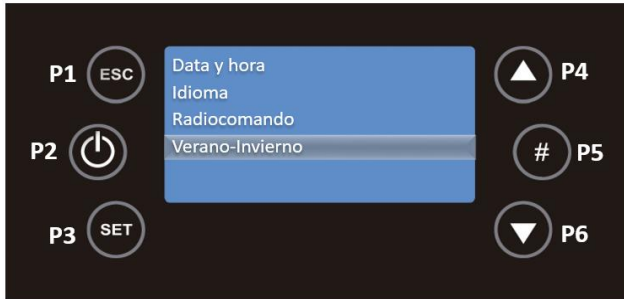 P1 ESC
P2
P3 SET
Data y hora
Idioma
Radiocomando
Verano-Invierno
P4
# P5
P6